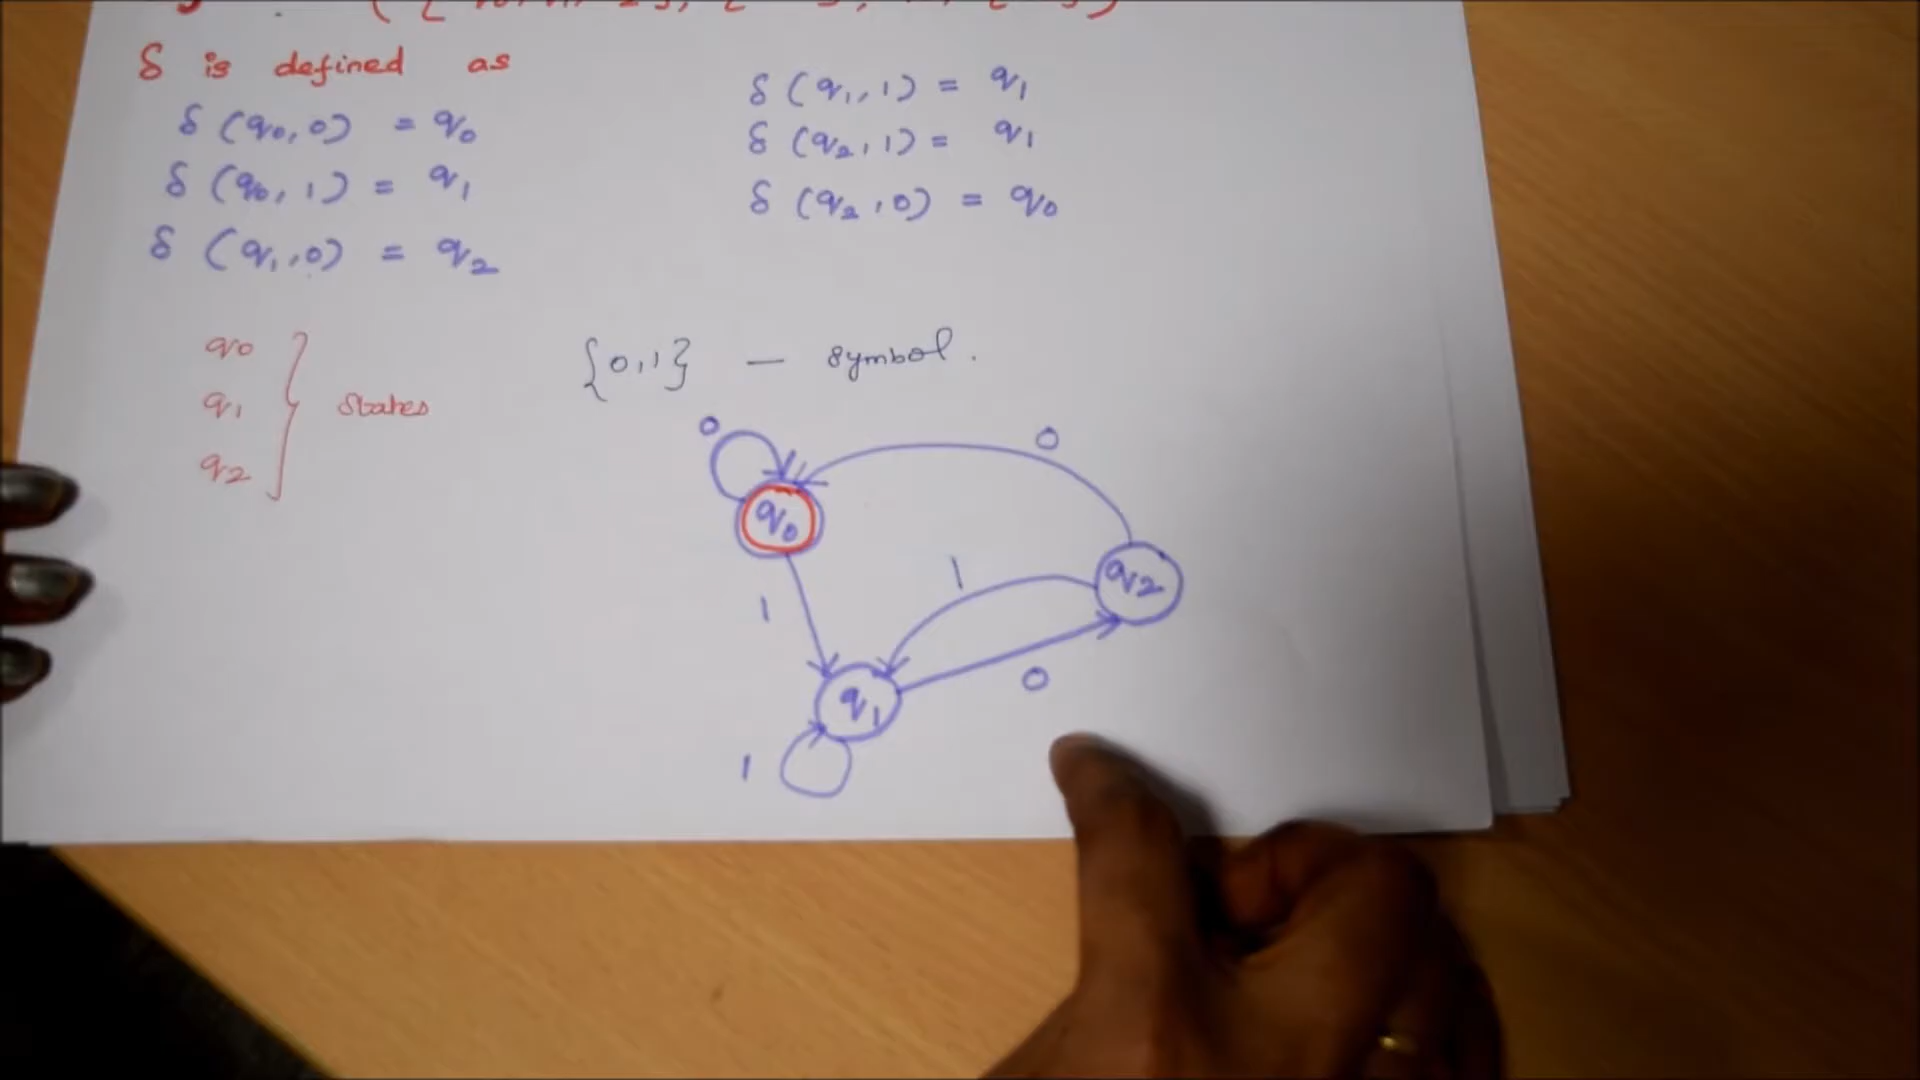 δ is defined as
δ (q0, 0) = q0
δ (q0, 1) = q1
δ (q1, 0) = q2
δ (q1, 1) = q1
δ (q2, 1) = q1
δ (q2, 0) = q0
q0
q1
q2
States
{0,1} — symbol.
0
0
q0
1
1
q2
0
q1
1